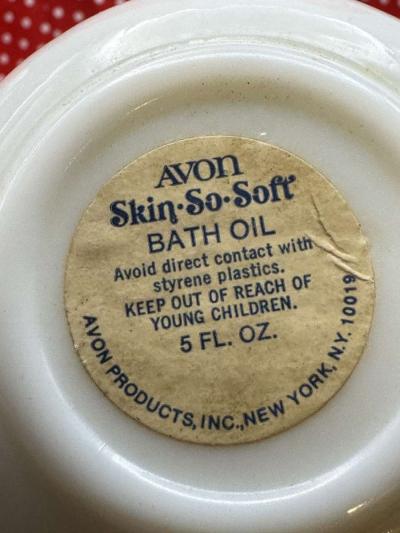 AVON
Skin·So·Soft
BATH OIL
Avoid direct contact with
styrene plastics.
KEEP OUT OF REACH OF
YOUNG CHILDREN.
5 FL. OZ.
AVON PRODUCTS, INC., NEW YORK, N.Y. 10019